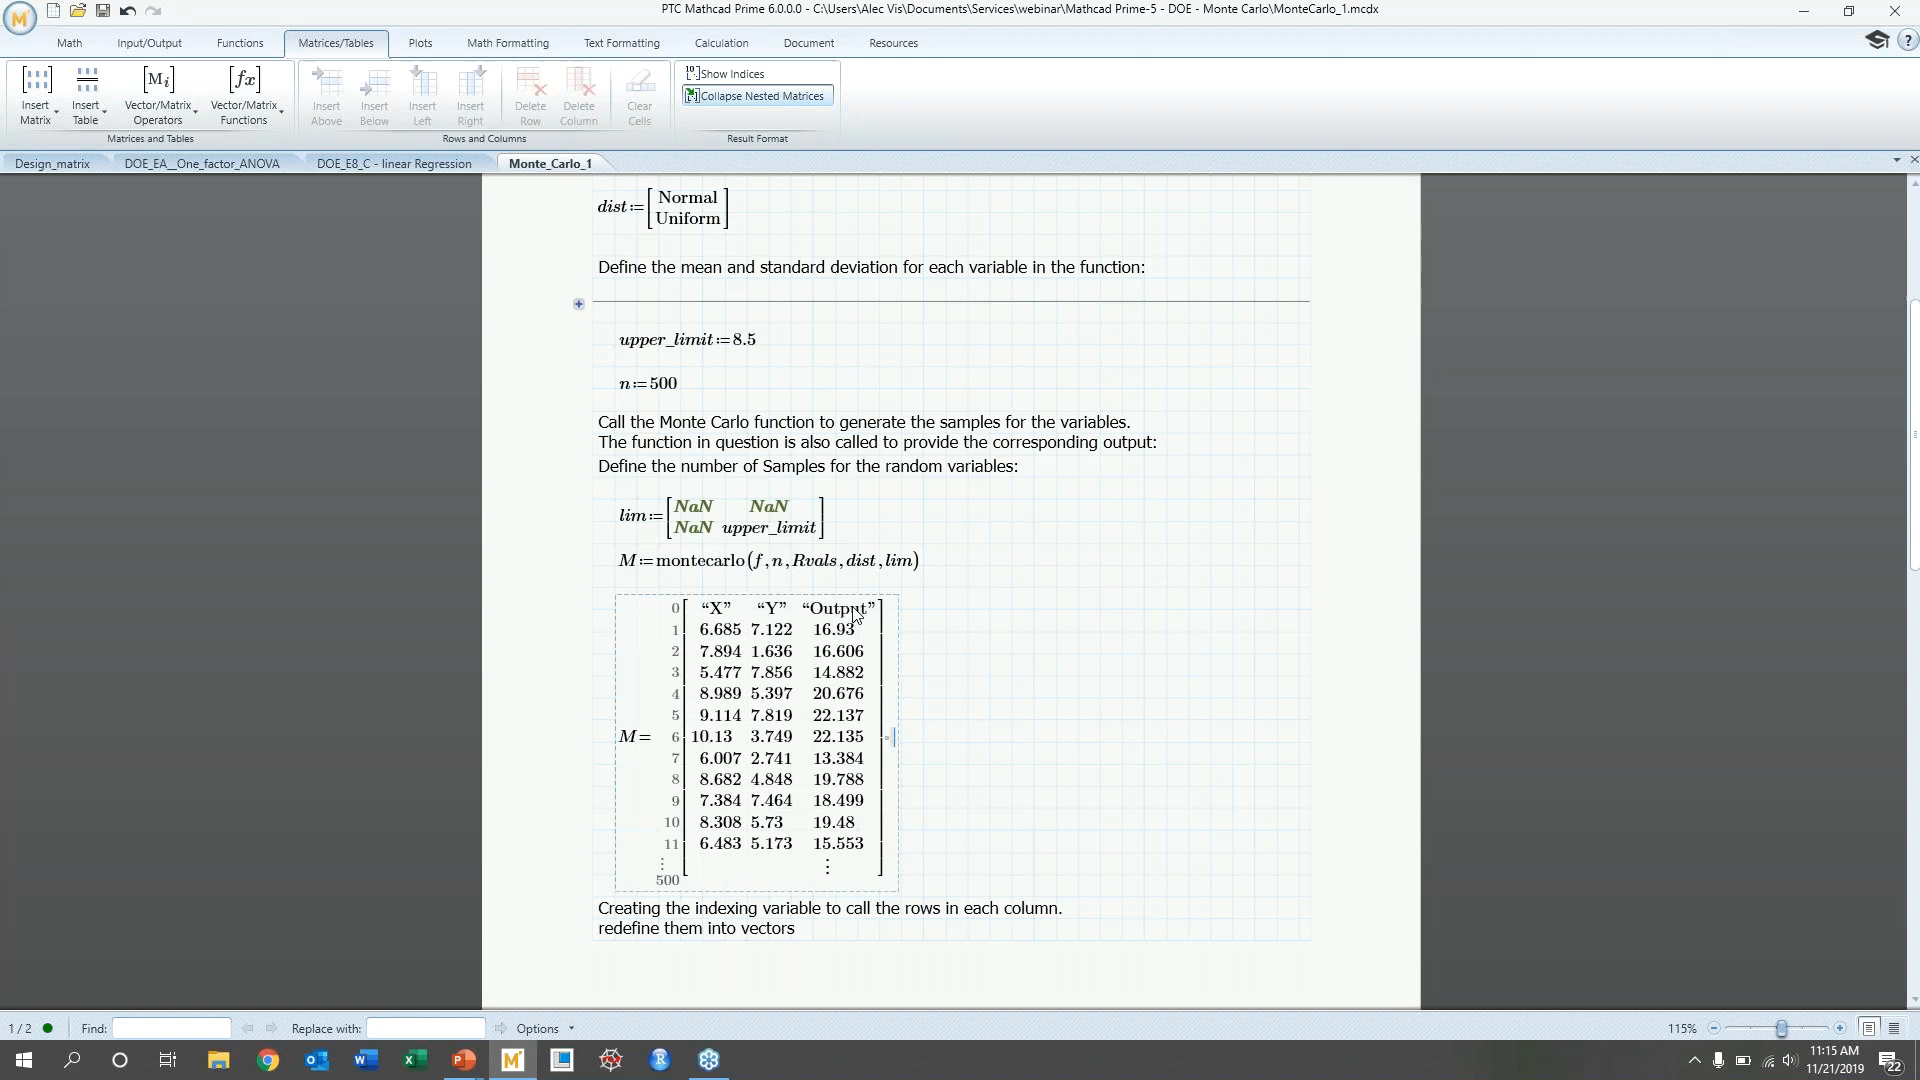 PTC Mathcad Prime 6.0.0.0 - C:\Users\Alec Vis\Documents\Services\webinar\Mathcad Prime-5 - DOE - Monte Carlo\MonteCarlo_1.mcdx
Math Input/Output Functions Matrices/Tables Plots Math Formatting Text Formatting Calculation Document Resources
Insert Matrix
Insert Table
Vector/Matrix Operators
Vector/Matrix Functions
Insert Above
Insert Below
Insert Left
Insert Right
Delete Row
Delete Column
Clear Cells
Show Indices
Collapse Nested Matrices
Matrices and Tables Rows and Columns Result Format
Design_matrix DOE_EA__One_factor_ANOVA DOE_E8_C - linear Regression Monte_Carlo_1
dist:=[Normal
Uniform]
Define the mean and standard deviation for each variable in the function:
upper_limit:=8.5
n:=500
Call the Monte Carlo function to generate the samples for the variables.
The function in question is also called to provide the corresponding output:
Define the number of Samples for the random variables:
lim:=[NaN NaN
NaN upper_limit]
M:=montecarlo(f,n,Rvals,dist,lim)
0 “X” “Y” “Output”
1 6.685 7.122 16.93
2 7.894 1.636 16.606
3 5.477 7.856 14.882
4 8.989 5.397 20.676
5 9.114 7.819 22.137
M= 6 10.13 3.749 22.135
7 6.007 2.741 13.384
8 8.682 4.848 19.788
9 7.384 7.464 18.499
10 8.308 5.73 19.48
11 6.483 5.173 15.553
⋮ ⋮
500
Creating the indexing variable to call the rows in each column.
redefine them into vectors
1 / 2 Find: Replace with: Options 115%
11:15 AM
11/21/2019
22